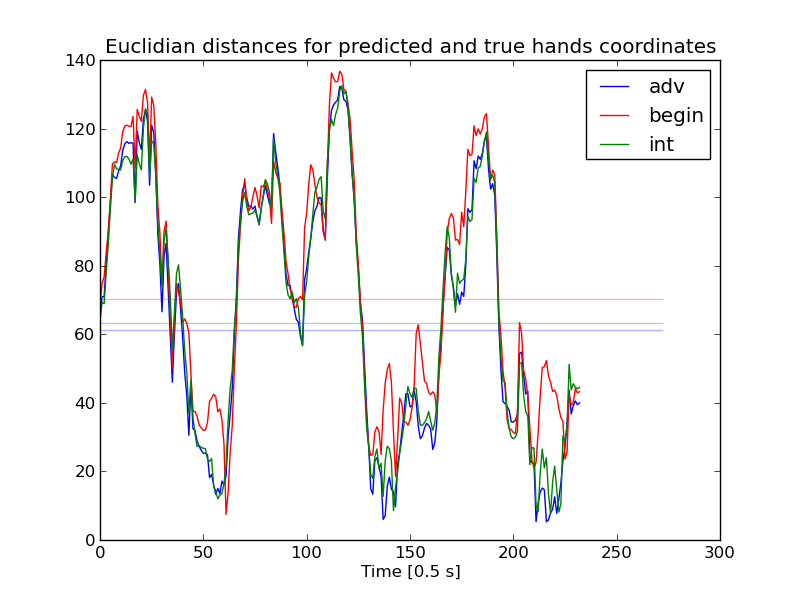 Euclidian distances for predicted and true hands coordinates
140
120
100
80
60
40
20
0
adv
begin
int
0 50 100 150 200 250 300
Time [0.5 s]